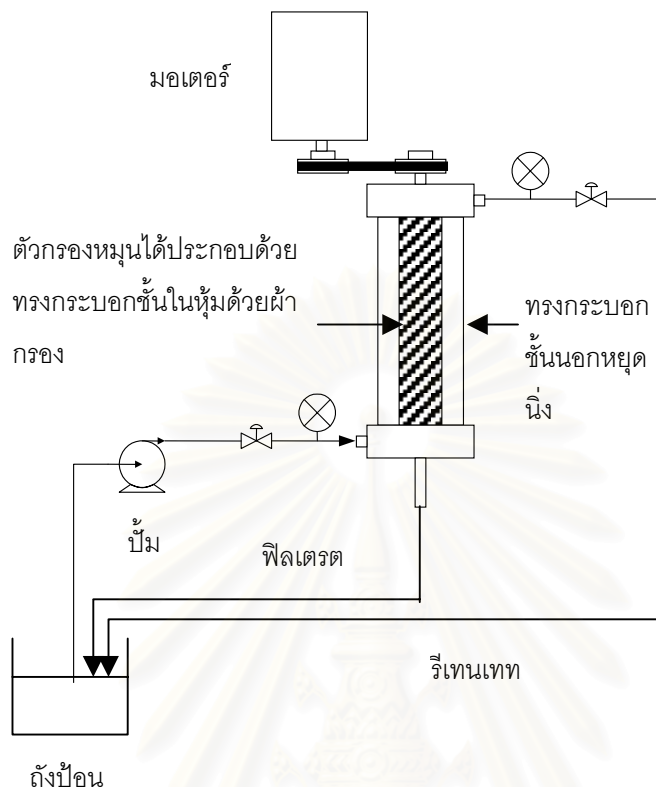 มอเตอร์
ตัวกรองหมุนได้ประกอบด้วย
ทรงกระบอกชั้นในหุ้มด้วยผ้า
กรอง
ทรงกระบอก
ชั้นนอกหยุด
นิ่ง
ปั๊ม
ฟิลเตรต
รีเทนเทท
ถังป้อน